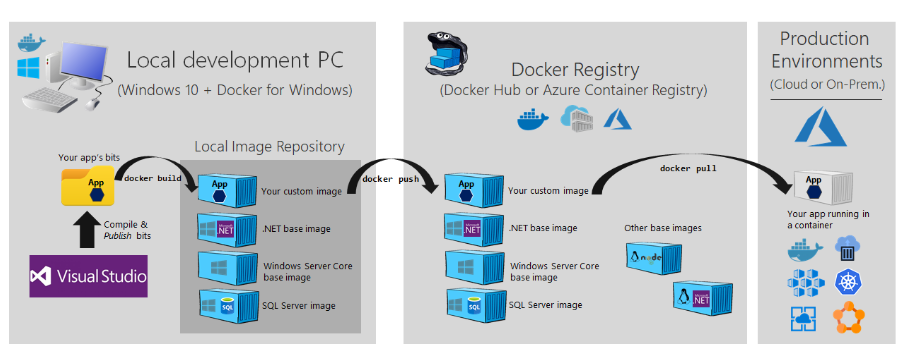 Local development PC
(Windows 10 + Docker for Windows)
Your app's bits
App
docker build
Compile &
Publish bits
Visual Studio
Local Image Repository
App
Your custom image
.NET
.NET base image
Windows Server Core
base image
SQL
SQL Server image
docker push
Docker Registry
(Docker Hub or Azure Container Registry)
App
Your custom image
.NET
.NET base image
Windows Server Core
base image
SQL
SQL Server image
Other base images
node
.NET
docker pull
Production
Environments
(Cloud or On-Prem.)
App
Your app running in
a container